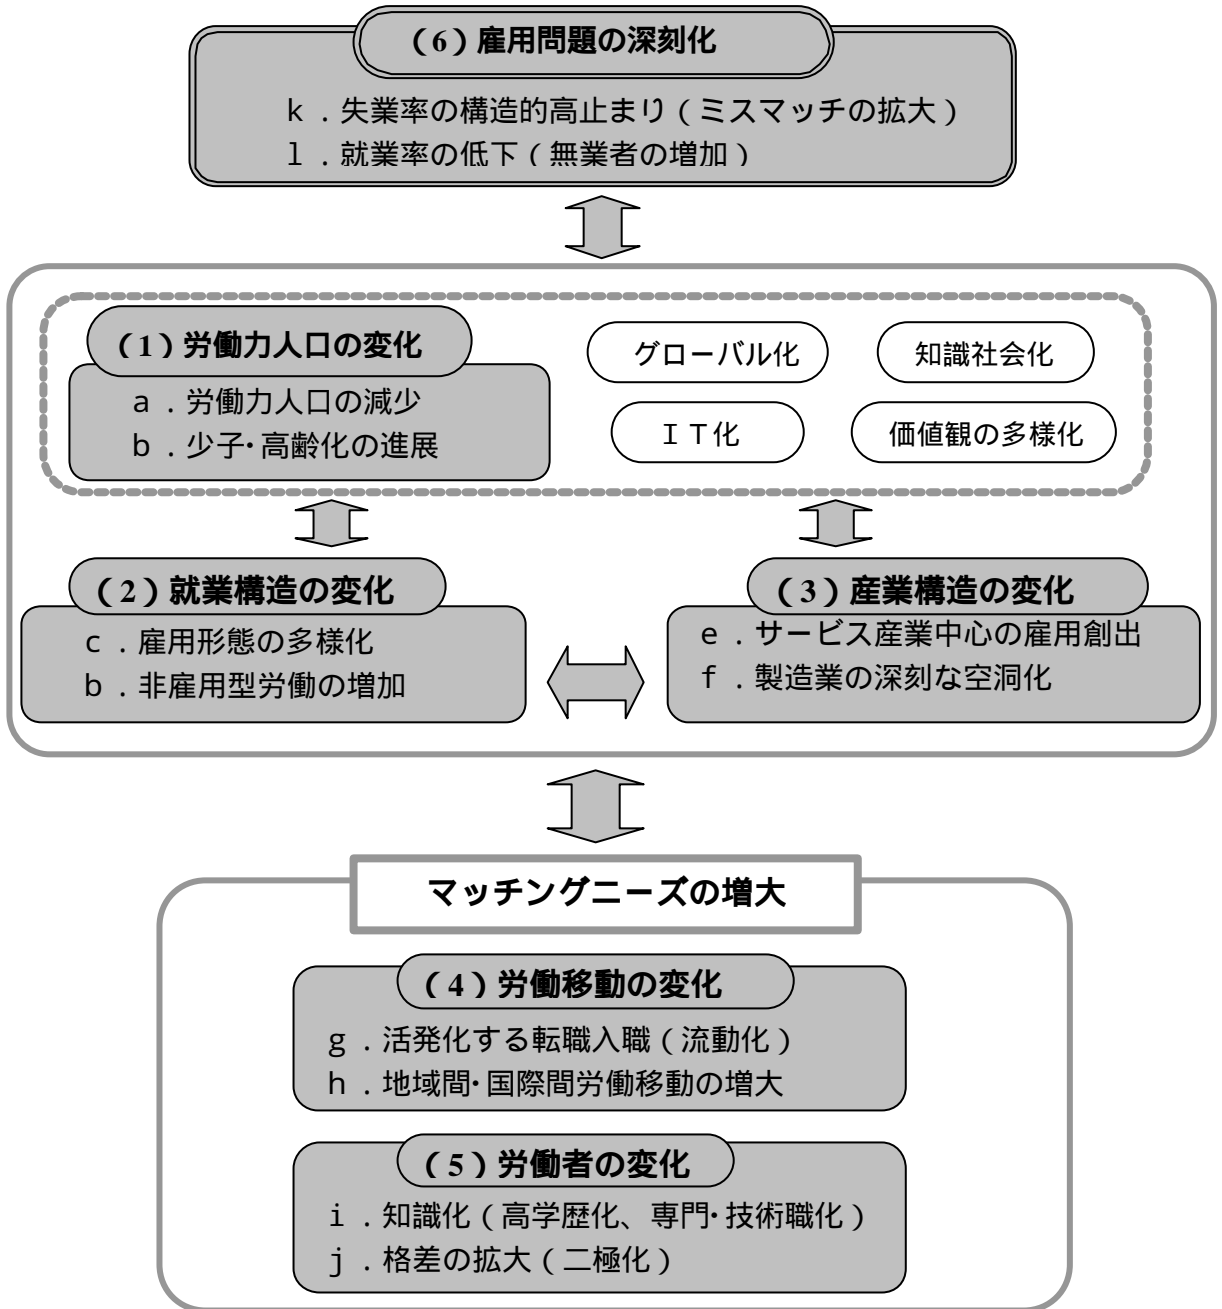 （6）雇用問題の深刻化
k．失業率の構造的高止まり（ミスマッチの拡大）
l．就業率の低下（無業者の増加）
（1）労働力人口の変化
a．労働力人口の減少
b．少子・高齢化の進展
グローバル化
知識社会化
ＩＴ化
価値観の多様化
（2）就業構造の変化
c．雇用形態の多様化
b．非雇用型労働の増加
（3）産業構造の変化
e．サービス産業中心の雇用創出
f．製造業の深刻な空洞化
マッチングニーズの増大
（4）労働移動の変化
g．活発化する転職入職（流動化）
h．地域間・国際間労働移動の増大
（5）労働者の変化
i．知識化（高学歴化、専門・技術職化）
j．格差の拡大（二極化）